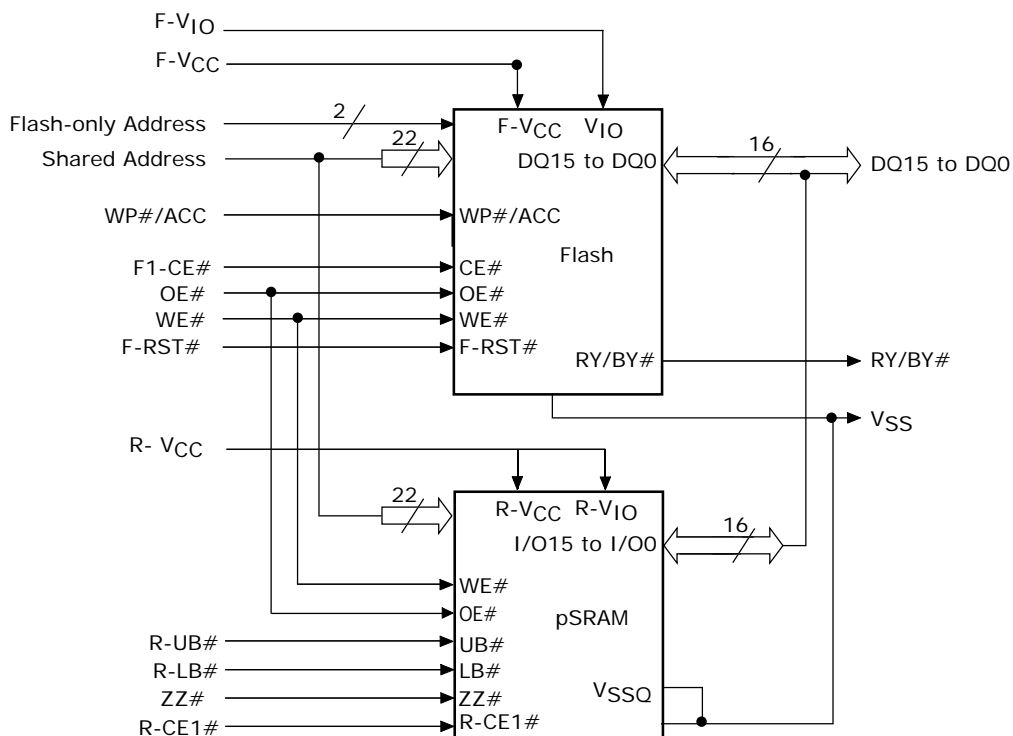 F-VIO
F-VCC
Flash-only Address
2
Shared Address
22
F-VCC VIO
DQ15 to DQ0
16
DQ15 to DQ0
WP#/ACC
WP#/ACC
Flash
F1-CE#
CE#
OE#
OE#
WE#
WE#
F-RST#
F-RST#
RY/BY#
RY/BY#
VSS
R- VCC
22
R-VCC R-VIO
I/O15 to I/O0
16
WE#
OE#
pSRAM
R-UB#
UB#
R-LB#
LB#
ZZ#
ZZ#
VSSQ
R-CE1#
R-CE1#